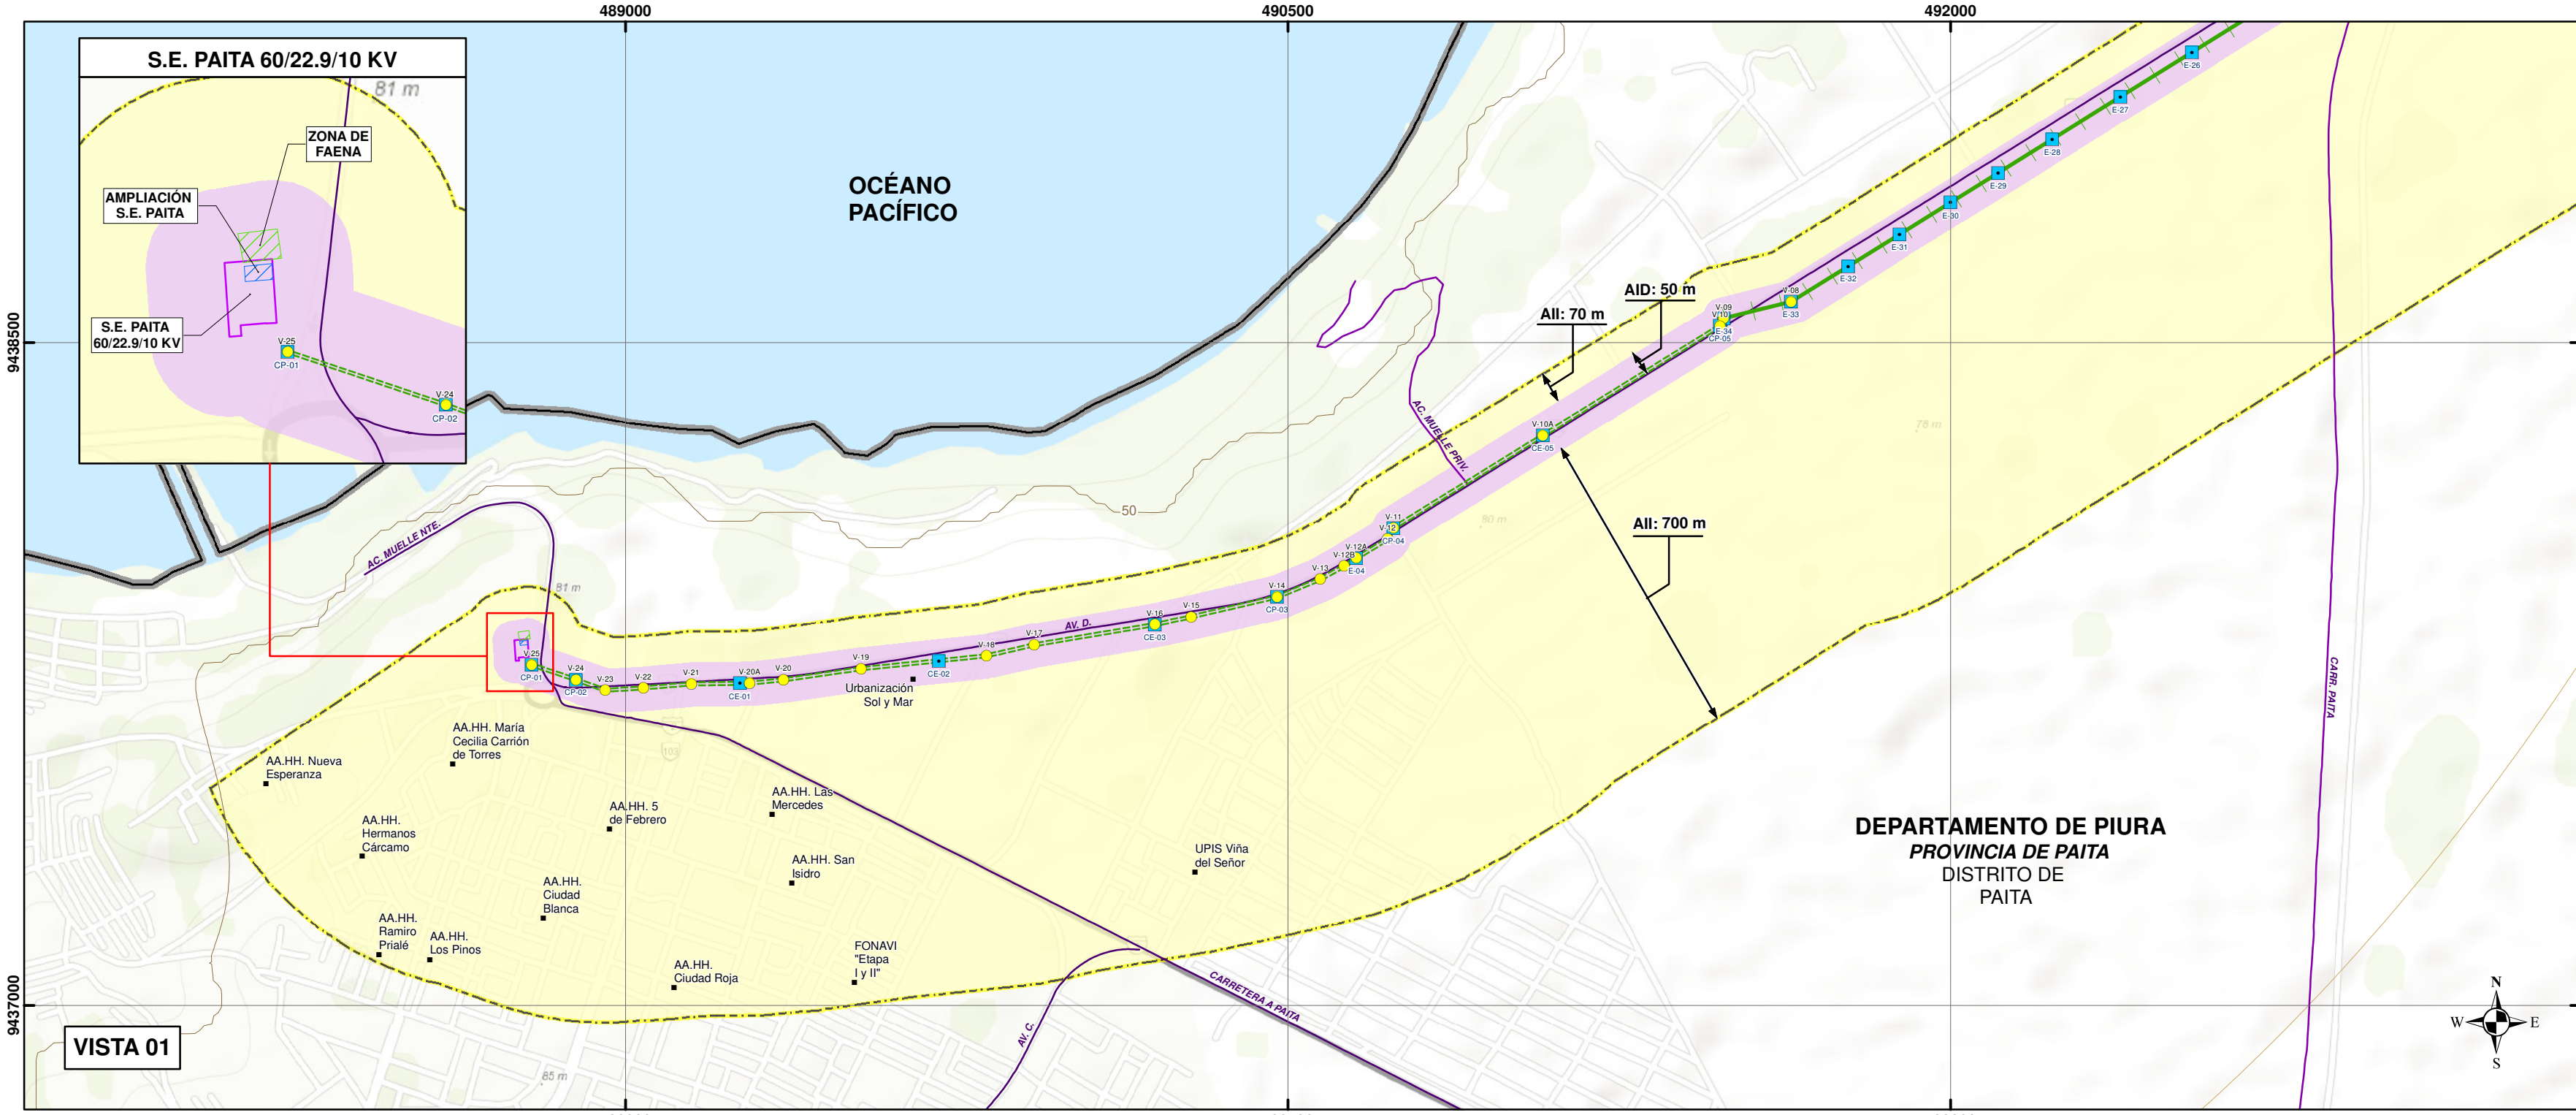 489000
490500
492000
S.E. PAITA 60/22.9/10 KV
81 m
ZONA DE
FAENA
AMPLIACIÓN
S.E. PAITA
S.E. PAITA
60/22.9/10 KV
V-25
CP-01
V-24
CP-02
OCÉANO
PACÍFICO
E-26
E-27
E-28
E-29
E-30
E-31
E-32
V-08
E-33
V-09
E-34
CP-05
AID: 50 m
AII: 70 m
9438500
AC. MUELLE PRIV.
V-10A
CE-05
78 m
80 m
AII: 700 m
50
V-11
V-12
CP-04
V-12A
V-12B
E-04
V-13
V-14
CP-03
V-15
V-16
CE-03
AV. D.
V-17
V-18
CE-02
V-19
V-20
V-20A
CE-01
V-21
V-22
V-23
V-24
CP-02
V-25
CP-01
81 m
AC. MUELLE NTE.
Urbanización
Sol y Mar
103
AA.HH. María
Cecilia Carrión
de Torres
AA.HH. Nueva
Esperanza
AA.HH. Las
Mercedes
AA.HH. 5
de Febrero
AA.HH.
Hermanos
Cárcamo
AA.HH. San
Isidro
UPIS Viña
del Señor
AA.HH.
Ciudad
Blanca
AA.HH.
Ramiro
Prialé
AA.HH.
Los Pinos
FONAVI
"Etapa
I y II"
AA.HH.
Ciudad Roja
CARRETERA A PAITA
AV. C.
CARR. PAITA
DEPARTAMENTO DE PIURA
PROVINCIA DE PAITA
DISTRITO DE
PAITA
9437000
VISTA 01
85 m
N
W
E
S